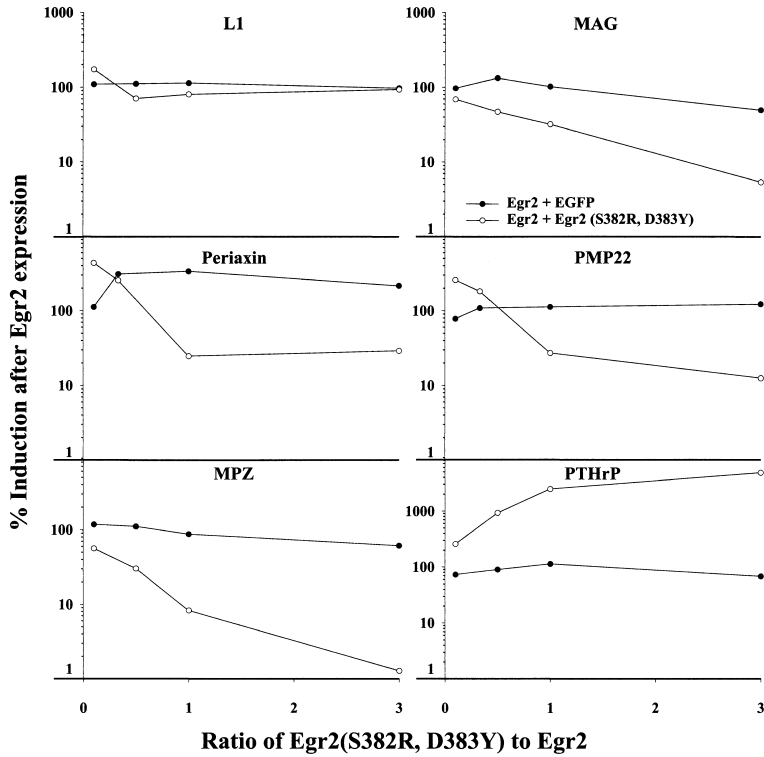 L1
1000
100
10
1
MAG
Egr2 + EGFP
Egr2 + Egr2 (S382R, D383Y)
Periaxin
100
10
1
PMP22
MPZ
100
10
1
PTHrP
1000
100
10
1
0 1 2 3
0 1 2 3
% Induction after Egr2 expression
Ratio of Egr2(S382R, D383Y) to Egr2
1000
100
10
1
100
10
1